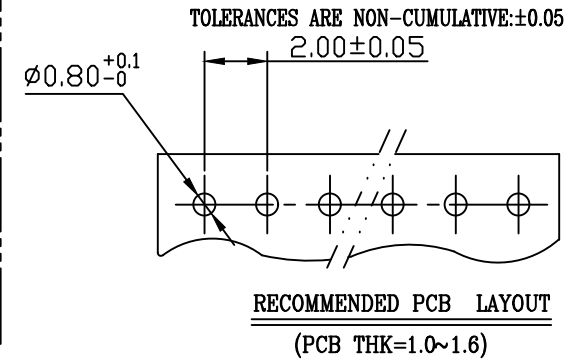 TOLERANCES ARE NON-CUMULATIVE:±0.05
2.00±0.05
Ø0.80+0.1-0
RECOMMENDED PCB LAYOUT
(PCB THK=1.0~1.6)